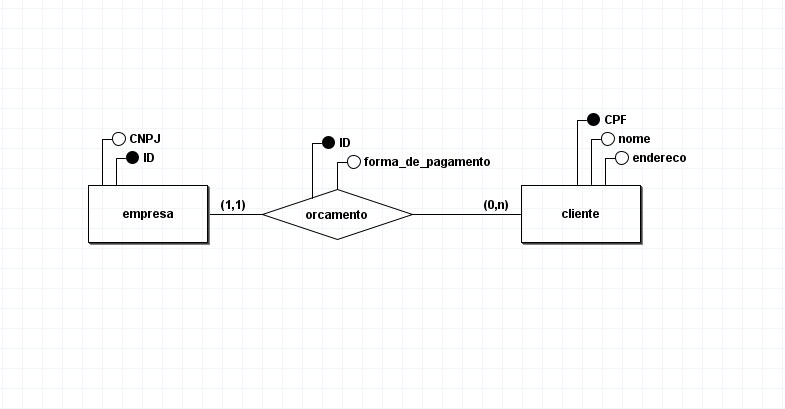 CNPJ
ID
empresa
(1,1)
ID
forma_de_pagamento
orcamento
(0,n)
CPF
nome
endereco
cliente